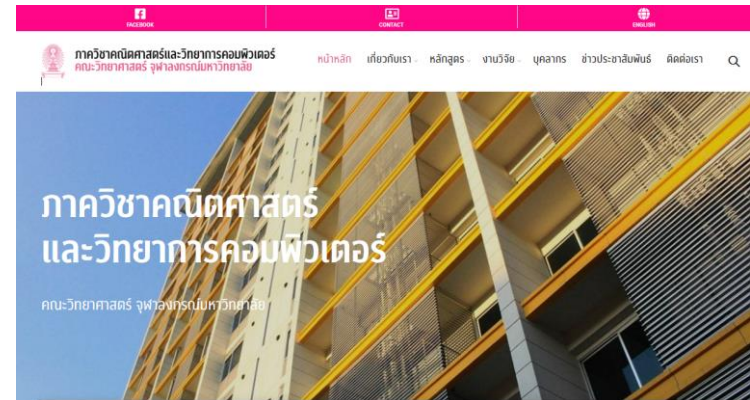 FACEBOOK
CONTACT
ENGLISH
ภาควิชาคณิตศาสตร์และวิทยาการคอมพิวเตอร์
คณะวิทยาศาสตร์ จุฬาลงกรณ์มหาวิทยาลัย
หน้าหลัก เกี่ยวกับเรา หลักสูตร งานวิจัย บุคลากร ข่าวประชาสัมพันธ์ ติดต่อเรา
ภาควิชาคณิตศาสตร์
และวิทยาการคอมพิวเตอร์
คณะวิทยาศาสตร์ จุฬาลงกรณ์มหาวิทยาลัย